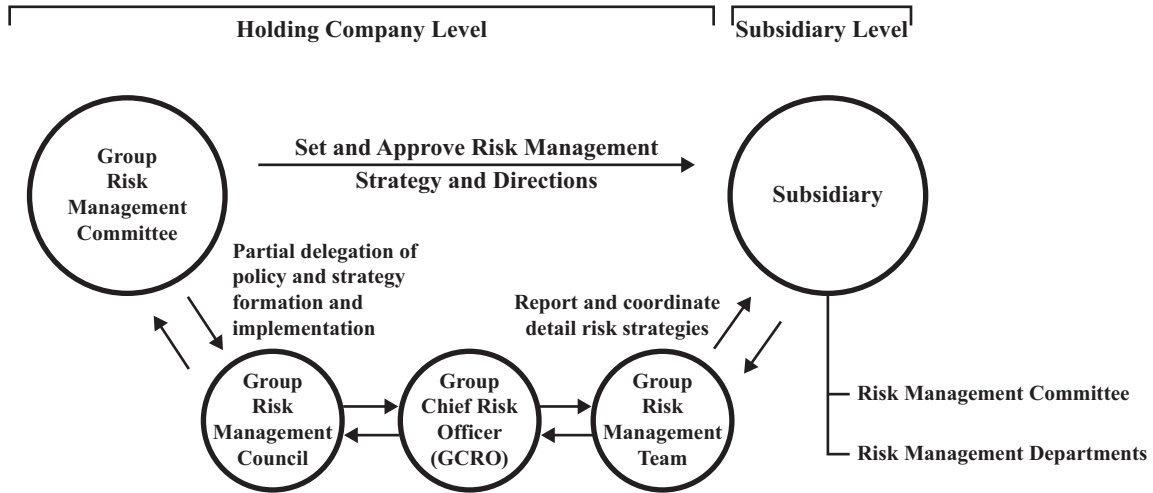 Holding Company Level
Subsidiary Level
Group
Risk
Management
Committee
Set and Approve Risk Management
Strategy and Directions
Subsidiary
Partial delegation of
policy and strategy
formation and
implementation
Report and coordinate
detail risk strategies
Group
Risk
Management
Council
Group
Chief Risk
Officer
(GCRO)
Group
Risk
Management
Team
Risk Management Committee
Risk Management Departments